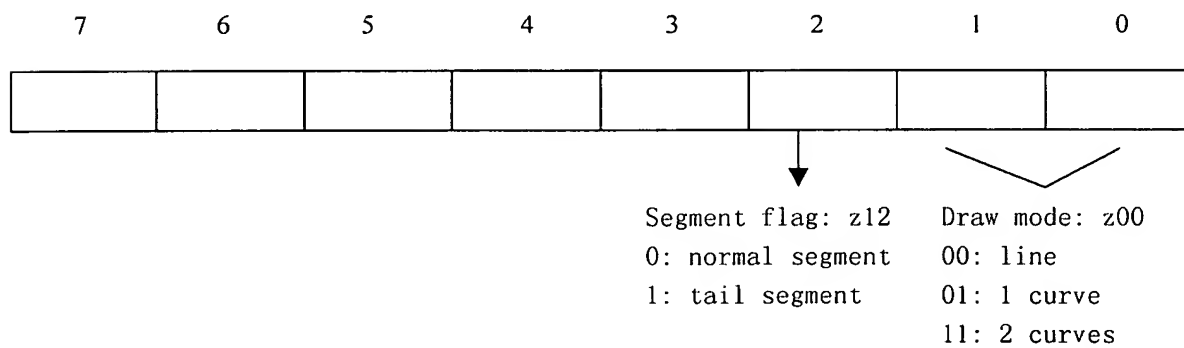 7 6 5 4 3 2 1 0
Segment flag: z12
0: normal segment
1: tail segment
Draw mode: z00
00: line
01: 1 curve
11: 2 curves